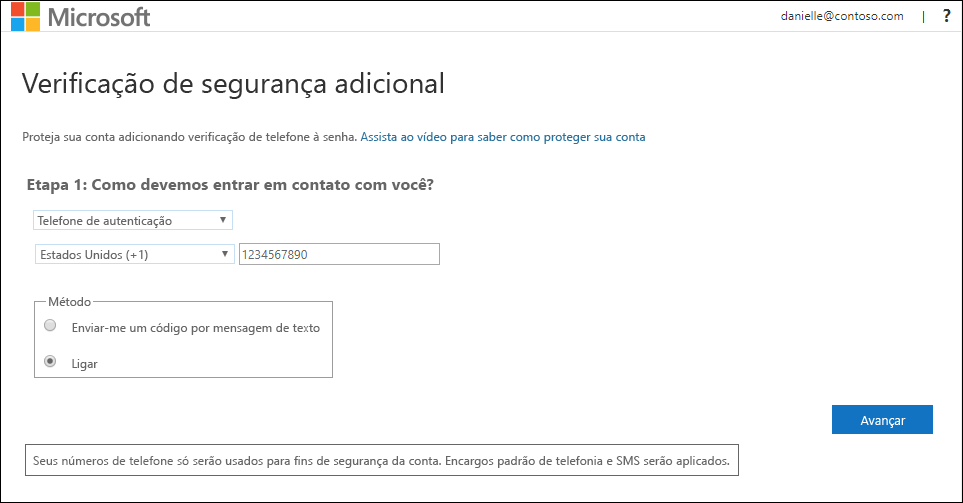 Microsoft
danielle@contoso.com | ?
Verificação de segurança adicional
Proteja sua conta adicionando verificação de telefone à senha. Assista ao vídeo para saber como proteger sua conta
Etapa 1: Como devemos entrar em contato com você?
Telefone de autenticação
Estados Unidos (+1) 1234567890
Método
Enviar-me um código por mensagem de texto
Ligar
Avançar
Seus números de telefone só serão usados para fins de segurança da conta. Encargos padrão de telefonia e SMS serão aplicados.